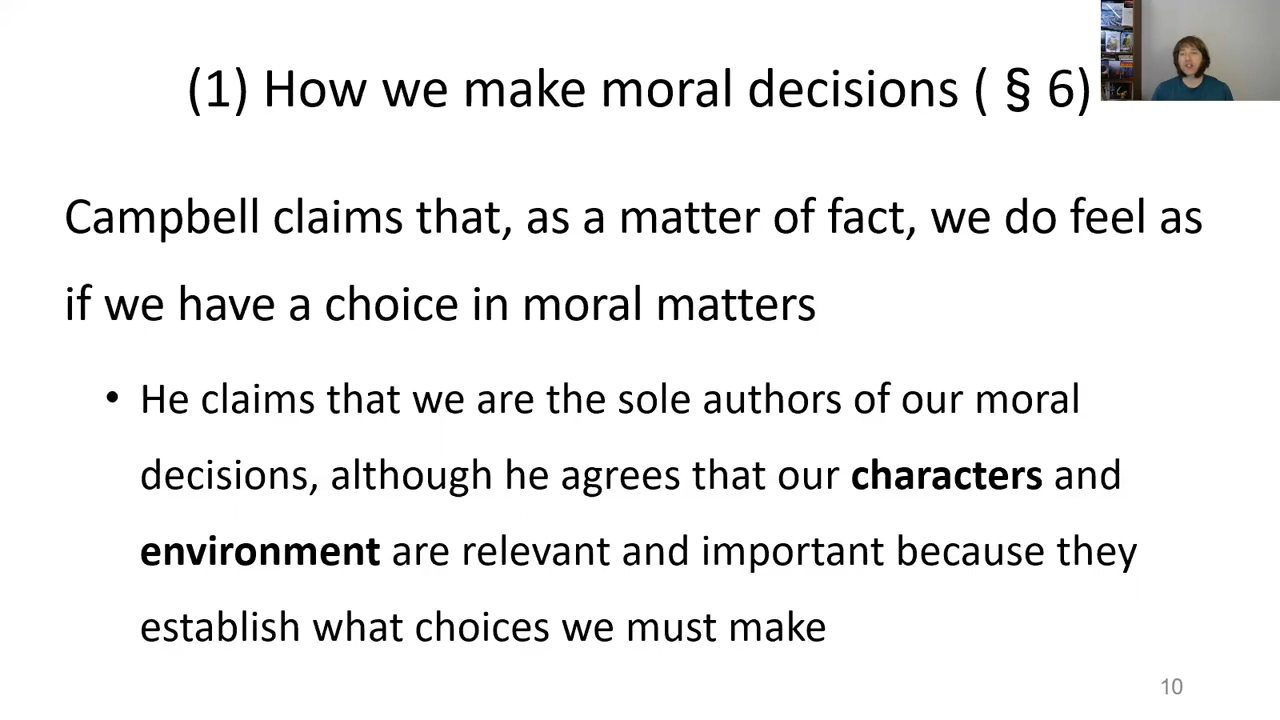 (1) How we make moral decisions ( § 6)
Campbell claims that, as a matter of fact, we do feel as
if we have a choice in moral matters
• He claims that we are the sole authors of our moral
decisions, although he agrees that our characters and
environment are relevant and important because they
establish what choices we must make
10